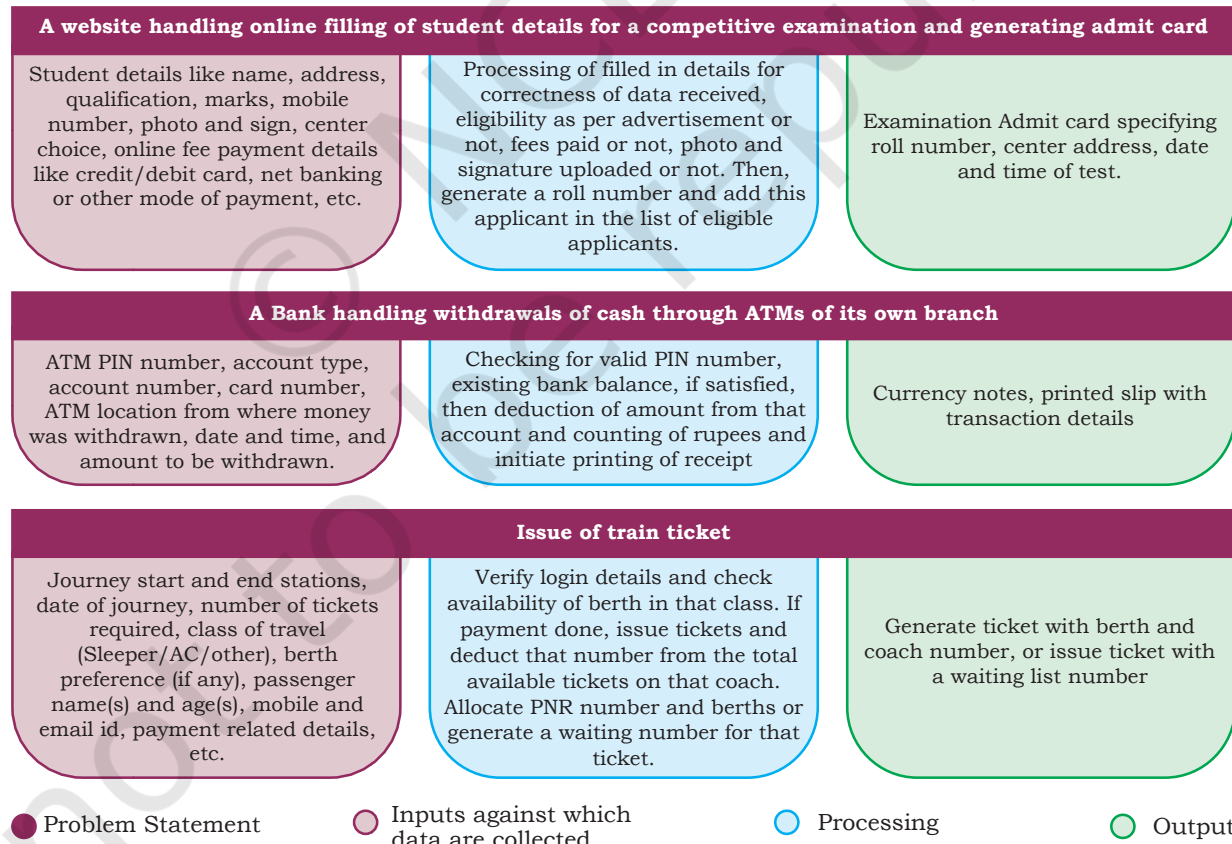 A website handling online filling of student details for a competitive examination and generating admit card
Student details like name, address,
qualification, marks, mobile
number, photo and sign, center
choice, online fee payment details
like credit/debit card, net banking
or other mode of payment, etc.
Processing of filled in details for
correctness of data received,
eligibility as per advertisement or
not, fees paid or not, photo and
signature uploaded or not. Then,
generate a roll number and add this
applicant in the list of eligible
applicants.
Examination Admit card specifying
roll number, center address, date
and time of test.
A Bank handling withdrawals of cash through ATMs of its own branch
ATM PIN number, account type,
account number, card number,
ATM location from where money
was withdrawn, date and time, and
amount to be withdrawn.
Checking for valid PIN number,
existing bank balance, if satisfied,
then deduction of amount from that
account and counting of rupees and
initiate printing of receipt
Currency notes, printed slip with
transaction details
Issue of train ticket
Journey start and end stations,
date of journey, number of tickets
required, class of travel
(Sleeper/AC/other), berth
preference (if any), passenger
name(s) and age(s), mobile and
email id, payment related details,
etc.
Verify login details and check
availability of berth in that class. If
payment done, issue tickets and
deduct that number from the total
available tickets on that coach.
Allocate PNR number and berths or
generate a waiting number for that
ticket.
Generate ticket with berth and
coach number, or issue ticket with
a waiting list number
Problem Statement
Inputs against which
data are collected
Processing
Output
© NC
not to be repu